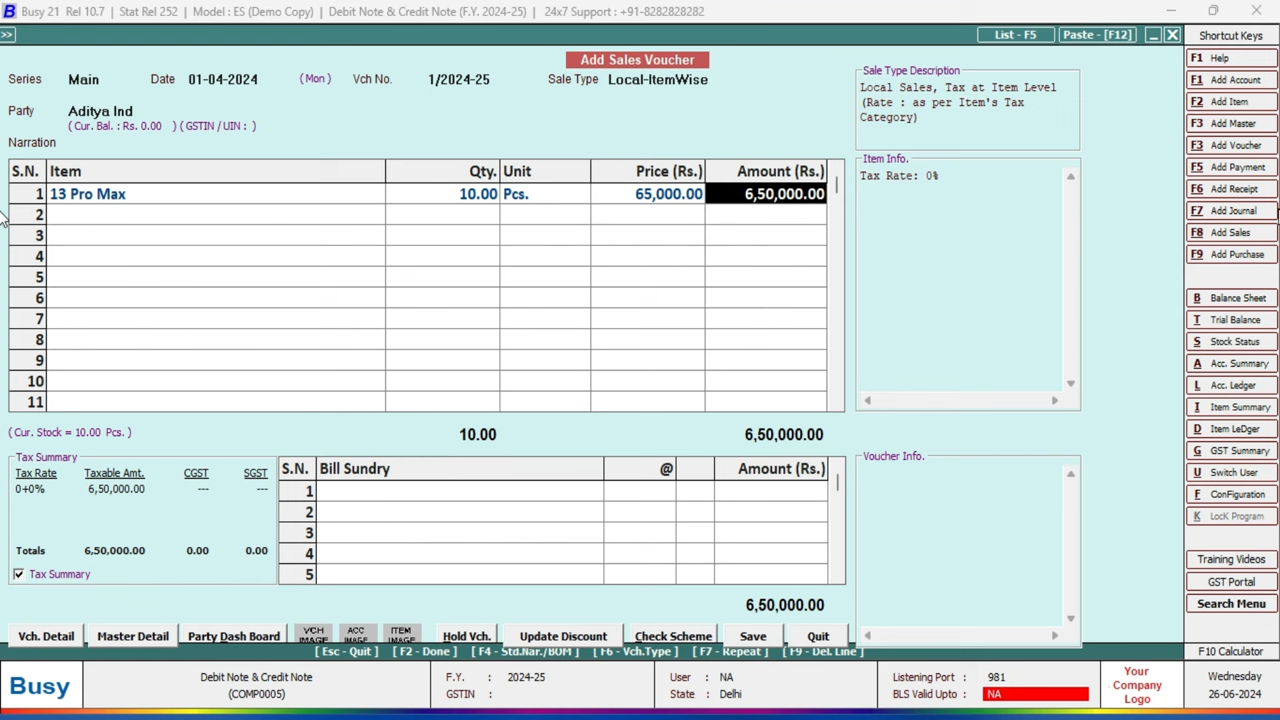 Busy 21 Rel 10.7 | Stat Rel 252 | Model : ES (Demo Copy) | Debit Note & Credit Note (F.Y. 2024-25) | 24x7 Support : +91-8282828282
>> List - F5 Paste - [F12] Shortcut Keys
Add Sales Voucher
Series Main Date 01-04-2024 (Mon) Vch No. 1/2024-25 Sale Type Local-ItemWise
Party Aditya Ind
( Cur. Bal. : Rs. 0.00 ) ( GSTIN / UIN : )
Narration
S.N. Item Qty. Unit Price (Rs.) Amount (Rs.)
1 13 Pro Max 10.00 Pcs. 65,000.00 6,50,000.00
2
3
4
5
6
7
8
9
10
11
( Cur. Stock = 10.00 Pcs. ) 10.00 6,50,000.00
Sale Type Description
Local Sales, Tax at Item Level
(Rate : as per Item's Tax
Category)
Item Info.
Tax Rate: 0%
Tax Summary
Tax Rate Taxable Amt. CGST SGST
0+0% 6,50,000.00 --- ---
Totals 6,50,000.00 0.00 0.00
Tax Summary
S.N. Bill Sundry @ Amount (Rs.)
1
2
3
4
5
6,50,000.00
Voucher Info.
Vch. Detail Master Detail Party Dash Board VCH IMAGE ACC IMAGE ITEM IMAGE Hold Vch. Update Discount Check Scheme Save Quit
[ Esc - Quit ] [ F2 - Done ] [ F4 - Std.Nar./BOM ] [ F6 - Vch.Type ] [ F7 - Repeat ] [ F9 - Del. Line ]
F1 Help
F1 Add Account
F2 Add Item
F3 Add Master
F3 Add Voucher
F5 Add Payment
F6 Add Receipt
F7 Add Journal
F8 Add Sales
F9 Add Purchase
B Balance Sheet
T Trial Balance
S Stock Status
A Acc. Summary
L Acc. Ledger
I Item Summary
D Item LeDger
G GST Summary
U Switch User
F ConFiguration
K LocK Program
Training Videos
GST Portal
Search Menu
F10 Calculator
Busy
Debit Note & Credit Note
(COMP0005)
F.Y. : 2024-25
GSTIN :
User : NA
State : Delhi
Listening Port : 981
BLS Valid Upto : NA
Your
Company
Logo
Wednesday
26-06-2024